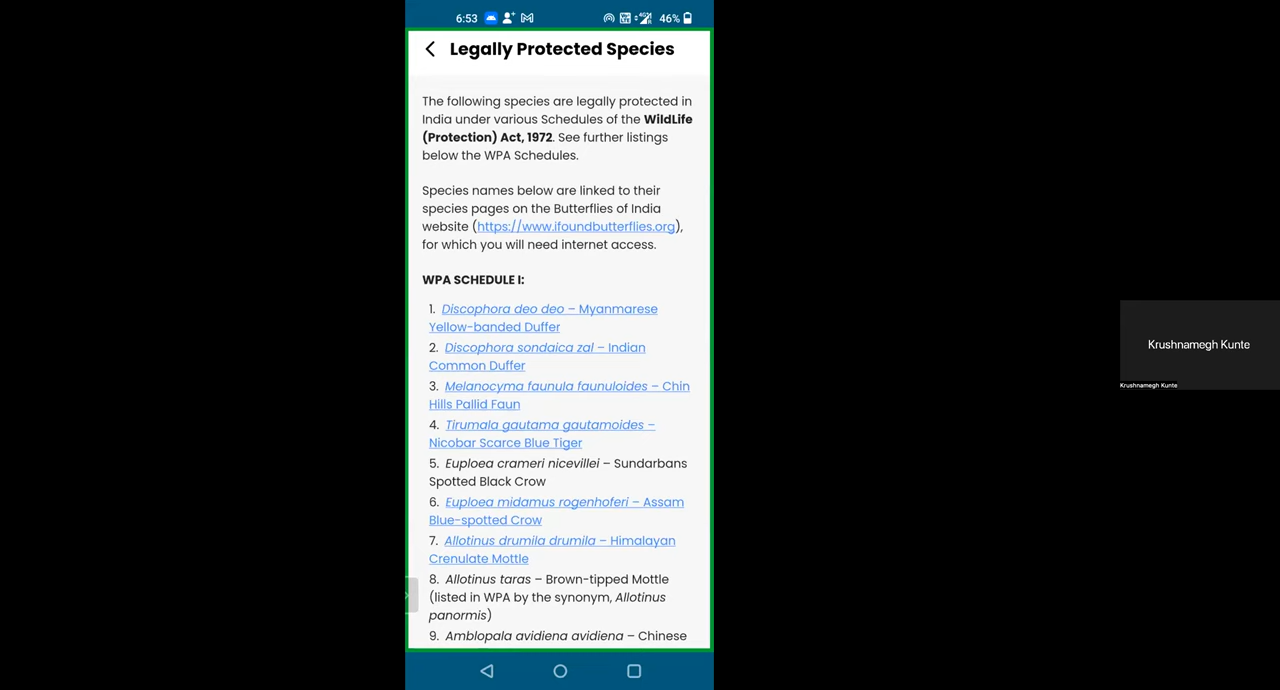 6:53
46%
Legally Protected Species
The following species are legally protected in
India under various Schedules of the WildLife
(Protection) Act, 1972. See further listings
below the WPA Schedules.
Species names below are linked to their
species pages on the Butterflies of India
website (https://www.ifoundbutterflies.org),
for which you will need internet access.
WPA SCHEDULE I:
1. Discophora deo deo – Myanmarese
Yellow-banded Duffer
2. Discophora sondaica zal – Indian
Common Duffer
3. Melanocyma faunula faunuloides – Chin
Hills Pallid Faun
4. Tirumala gautama gautamoides –
Nicobar Scarce Blue Tiger
5. Euploea crameri nicevillei – Sundarbans
Spotted Black Crow
6. Euploea midamus rogenhoferi – Assam
Blue-spotted Crow
7. Allotinus drumila drumila – Himalayan
Crenulate Mottle
8. Allotinus taras – Brown-tipped Mottle
(listed in WPA by the synonym, Allotinus
panormis)
9. Amblopala avidiena avidiena – Chinese
Krushnamegh Kunte
Krushnamegh Kunte